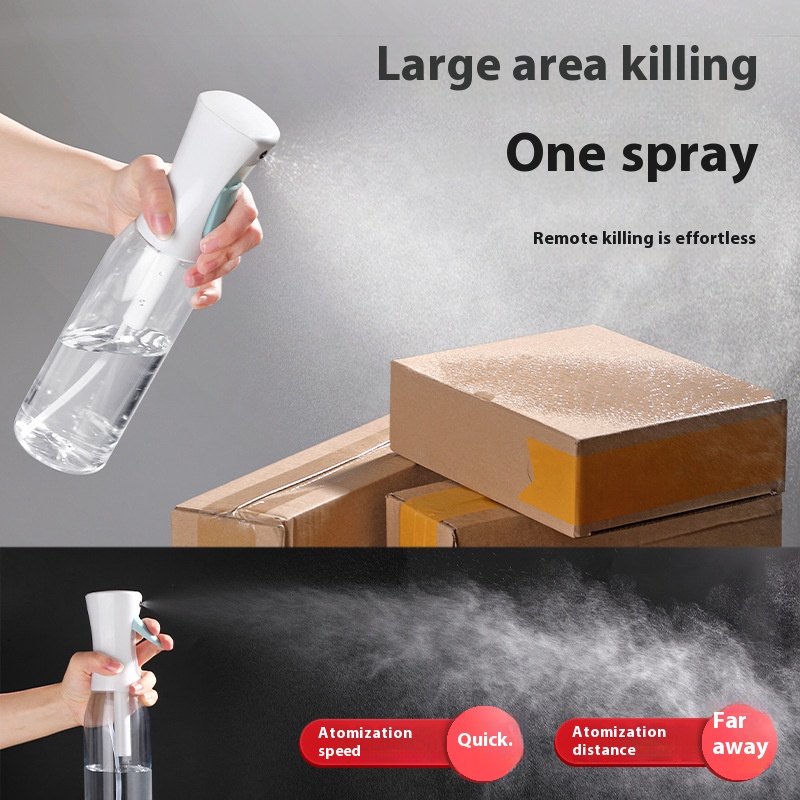 Large area killing
One spray
Remote killing is effortless
Atomization
speed
Quick.
Atomization
distance
Far
away